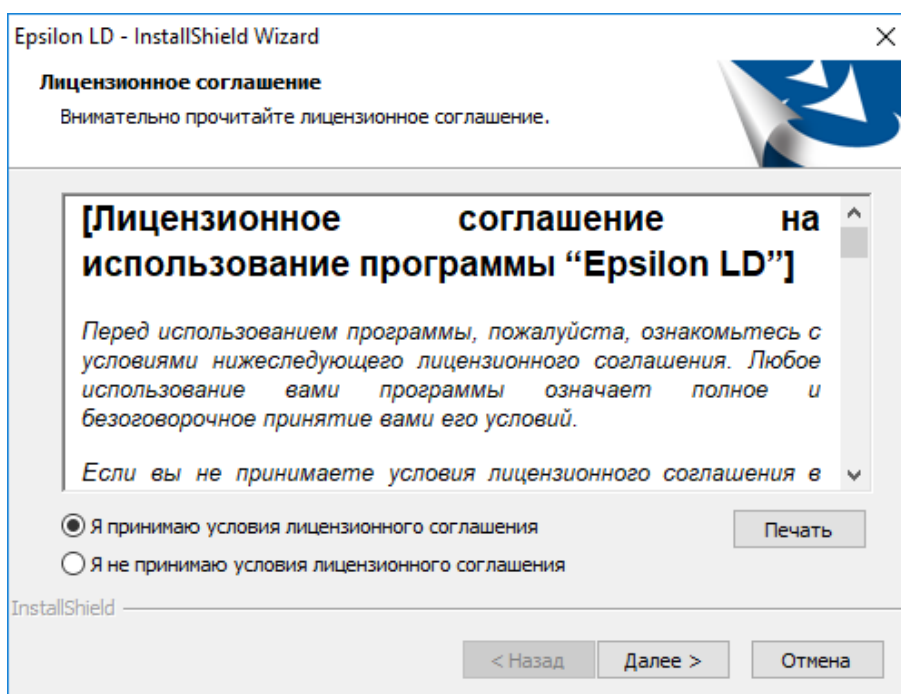 Epsilon LD - InstallShield Wizard
Лицензионное соглашение
Внимательно прочитайте лицензионное соглашение.
[Лицензионное соглашение на
использование программы “Epsilon LD”]
Перед использованием программы, пожалуйста, ознакомьтесь с
условиями нижеследующего лицензионного соглашения. Любое
использование вами программы означает полное и
безоговорочное принятие вами его условий.
Если вы не принимаете условия лицензионного соглашения в
Я принимаю условия лицензионного соглашения
Печать
Я не принимаю условия лицензионного соглашения
InstallShield
< Назад
Далее >
Отмена